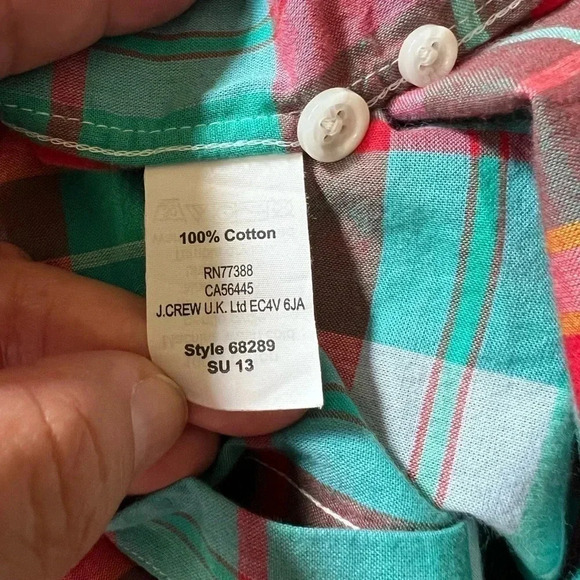 100% Cotton
RN77388
CA56445
J.CREW U.K. Ltd EC4V 6JA
Style 68289
SU 13